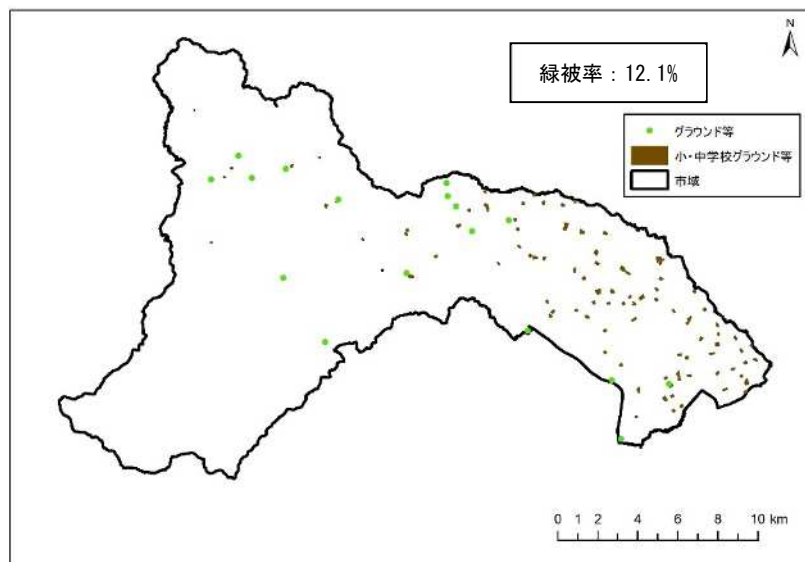 N
緑被率：12.1%
グラウンド等
小・中学校グラウンド等
市域
0 1 2 4 6 8 10 km